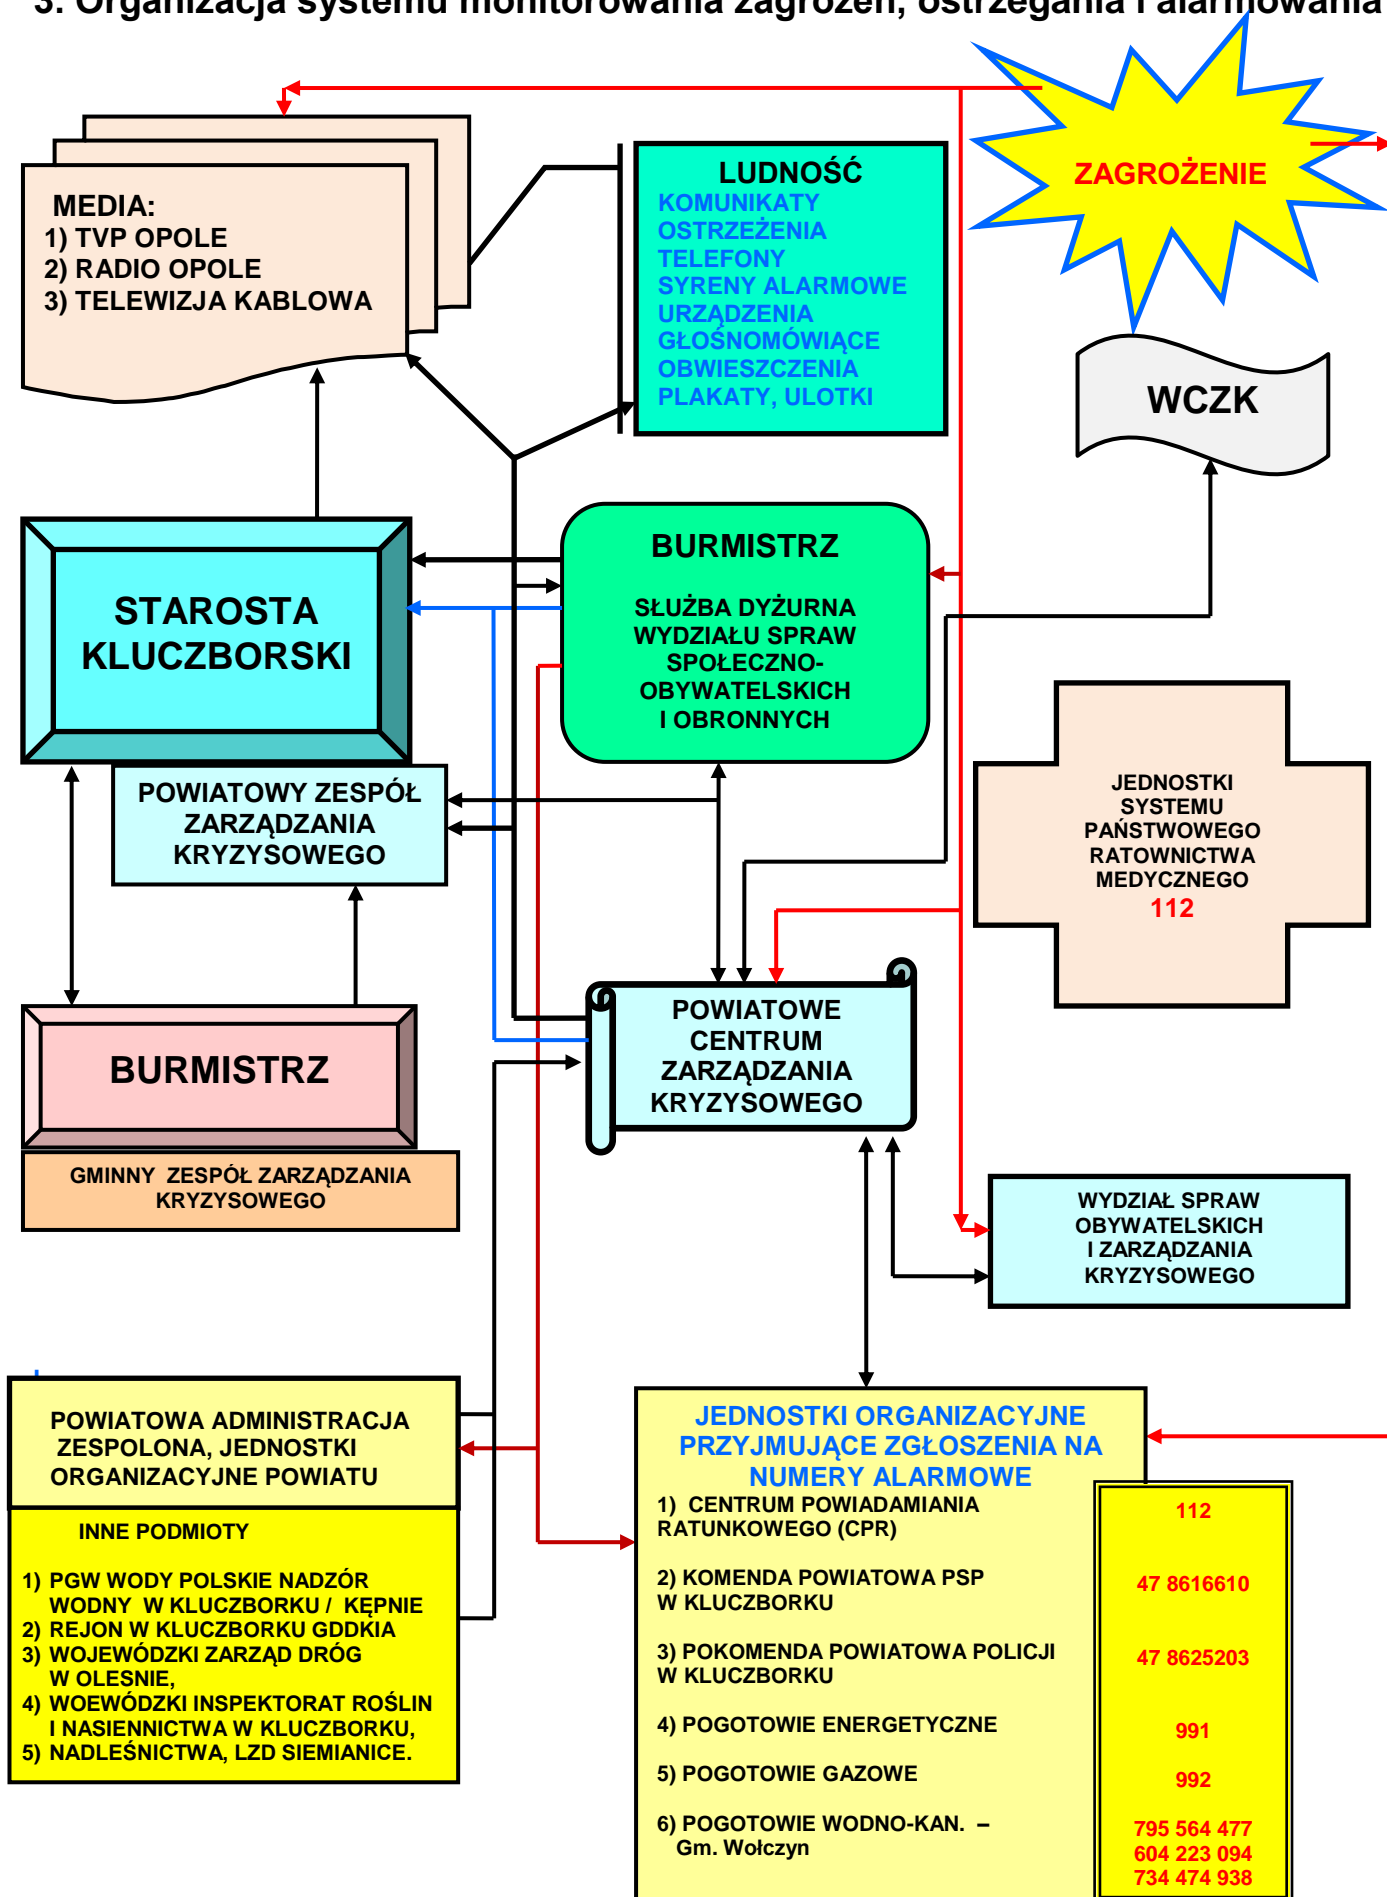 3. Organizacja systemu monitorowania zagrożeń, ostrzegania i alarmowania
MEDIA:
1) TVP OPOLE
2) RADIO OPOLE
3) TELEWIZJA KABLOWA
LUDNOŚĆ
KOMUNIKATY
OSTRZEŻENIA
TELEFONY
SYRENY ALARMOWE
URZĄDZENIA
GŁOŚNOMÓWIĄCE
OBWIESZCZENIA
PLAKATY, ULOTKI
ZAGROŻENIE
WCZK
STAROSTA
KLUCZBORSKI
BURMISTRZ
SŁUŻBA DYŻURNA
WYDZIAŁU SPRAW
SPOŁECZNO-
OBYWATELSKICH
I OBRONNYCH
POWIATOWY ZESPÓŁ
ZARZĄDZANIA
KRYZYSOWEGO
JEDNOSTKI
SYSTEMU
PAŃSTWOWEGO
RATOWNICTWA
MEDYCZNEGO
112
BURMISTRZ
GMINNY ZESPÓŁ ZARZĄDZANIA
KRYZYSOWEGO
POWIATOWE
CENTRUM
ZARZĄDZANIA
KRYZYSOWEGO
WYDZIAŁ SPRAW
OBYWATELSKICH
I ZARZĄDZANIA
KRYZYSOWEGO
POWIATOWA ADMINISTRACJA
ZESPOLONA, JEDNOSTKI
ORGANIZACYJNE POWIATU
INNE PODMIOTY
1) PGW WODY POLSKIE NADZÓR
WODNY W KLUCZBORKU / KĘPNIE
2) REJON W KLUCZBORKU GDDKIA
3) WOJEWÓDZKI ZARZĄD DRÓG
W OLESNIE,
4) WOEWÓDZKI INSPEKTORAT ROŚLIN
I NASIENNICTWA W KLUCZBORKU,
5) NADLEŚNICTWA, LZD SIEMIANICE.
JEDNOSTKI ORGANIZACYJNE
PRZYJMUJĄCE ZGŁOSZENIA NA
NUMERY ALARMOWE
1) CENTRUM POWIADAMIANIA
RATUNKOWEGO (CPR)
112
2) KOMENDA POWIATOWA PSP
W KLUCZBORKU
47 8616610
3) POKOMENDA POWIATOWA POLICJI
W KLUCZBORKU
47 8625203
4) POGOTOWIE ENERGETYCZNE
991
5) POGOTOWIE GAZOWE
992
6) POGOTOWIE WODNO-KAN. –
Gm. Wołczyn
795 564 477
604 223 094
734 474 938